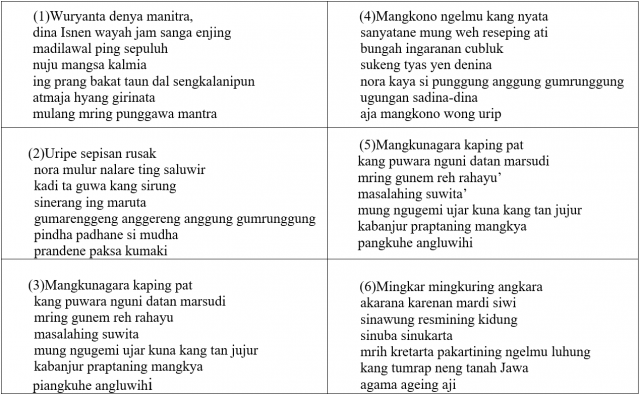 (1)Wuryanta denya manitra,
dina Isnen wayah jam sanga enjing
madilawal ping sepuluh
nuju mangsa kalmia
ing prang bakat taun dal sengkalanipun
atmaja hyang girinata
mulang mring punggawa mantra
(2)Uripe sepisan rusak
nora mulur nalare ting saluwir
kadi ta guwa kang sirung
sinerang ing maruta
gumarenggeng anggereng anggung gumrunggung
pindha padhane si mudha
prandene paksa kumaki
(3)Mangkunagara kaping pat
kang puwara nguni datan marsudi
mring gunem reh rahayu
masalahing suwita
mung ngugemi ujar kuna kang tan jujur
kabanjur praptaning mangkya
piangkuhe angluwihi
(4)Mangkono ngelmu kang nyata
sanyatane mung weh reseping ati
bungah ingaranan cubluk
sukeng tyas yen denina
nora kaya si punggung anggung gumrunggung
ugungan sadina-dina
aja mangkono wong urip
(5)Mangkunagara kaping pat
kang puwara nguni datan marsudi
mring gunem reh rahayu’
masalahing suwita’
mung ngugemi ujar kuna kang tan jujur
kabanjur praptaning mangkya
pangkuhe angluwihi
(6)Mingkar mingkuring angkara
akarana karenan mardi siwi
sinawung resmining kidung
sinuba sinukarta
mrih kretarta pakartining ngelmu luhung
kang tumrap neng tanah Jawa
agama ageing aji